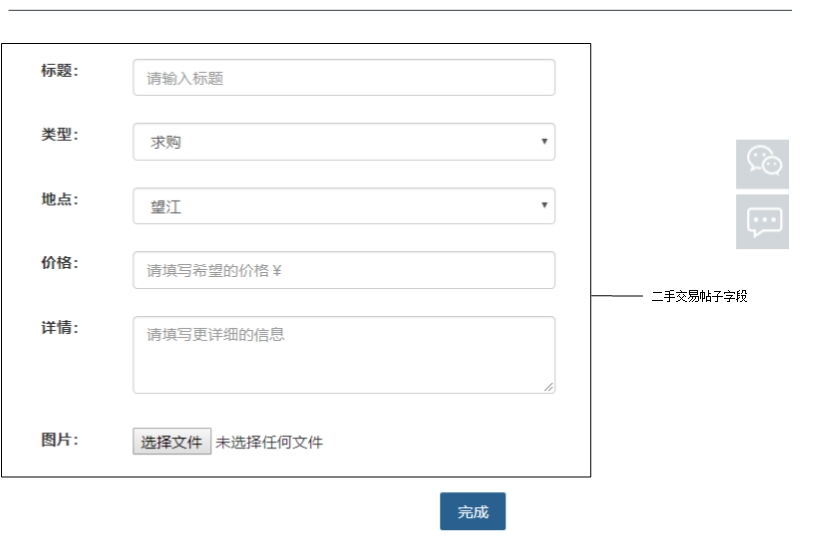 标题：
请输入标题
类型：
求购
地点：
望江
价格：
请填写希望的价格¥
二手交易帖子字段
详情：
请填写更详细的信息
图片：
选择文件 未选择任何文件
完成